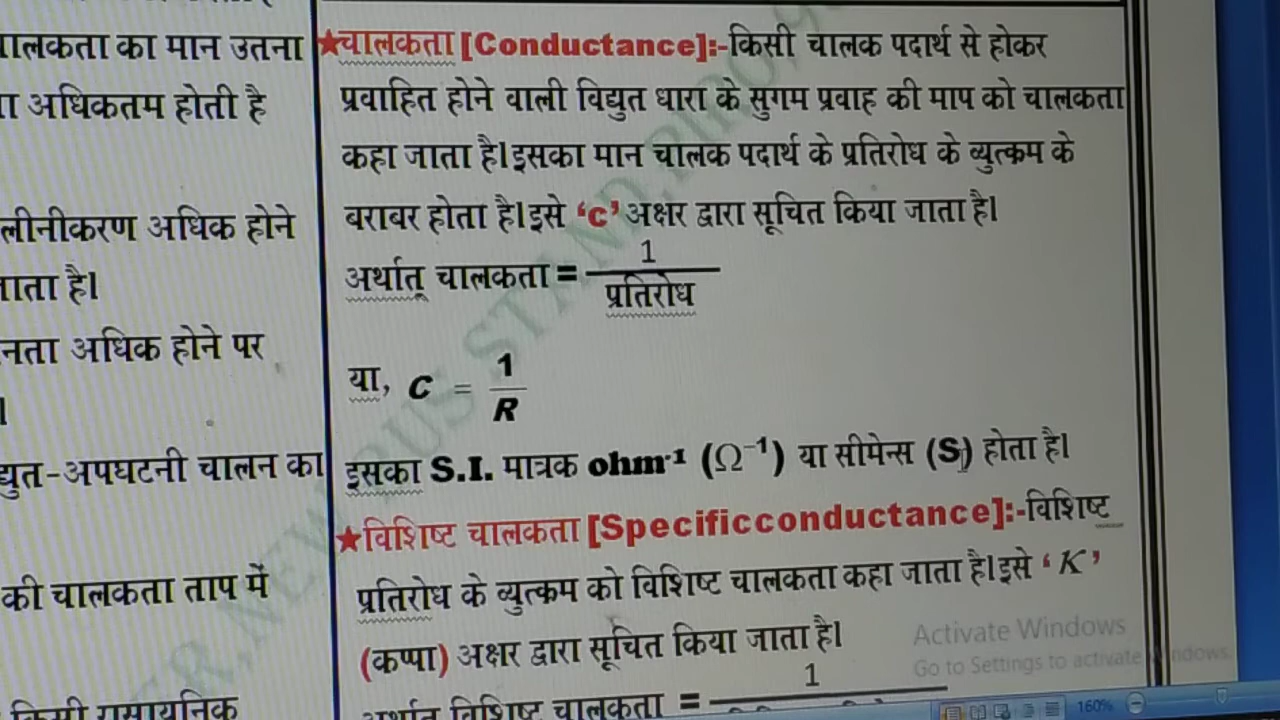 का मान उतना
अधिकतम होती है
अधिक होने
है।
अधिक होने पर
अपघटनी चालन का
की चालकता ताप में
★चालकता [Conductance]:-किसी चालक पदार्थ से होकर
प्रवाहित होने वाली विद्युत धारा के सुगम प्रवाह की माप को चालकता
कहा जाता है।इसका मान चालक पदार्थ के प्रतिरोध के व्युत्क्रम के
बराबर होता है।इसे ‘c’ अक्षर द्वारा सूचित किया जाता है।
अर्थात् चालकता = 1
प्रतिरोध
या, C = 1
R
इसका S.I. मात्रक ohm⁻¹ (Ω⁻¹) या सीमेन्स (S) होता है।
★विशिष्ट चालकता [Specificconductance]:-विशिष्ट
प्रतिरोध के व्युत्क्रम को विशिष्ट चालकता कहा जाता है।इसे ‘K’
(कप्पा) अक्षर द्वारा सूचित किया जाता है।
अर्थात विशिष्ट चालकता = 1
Activate Windows
Go to Settings to activate Windows.
160%